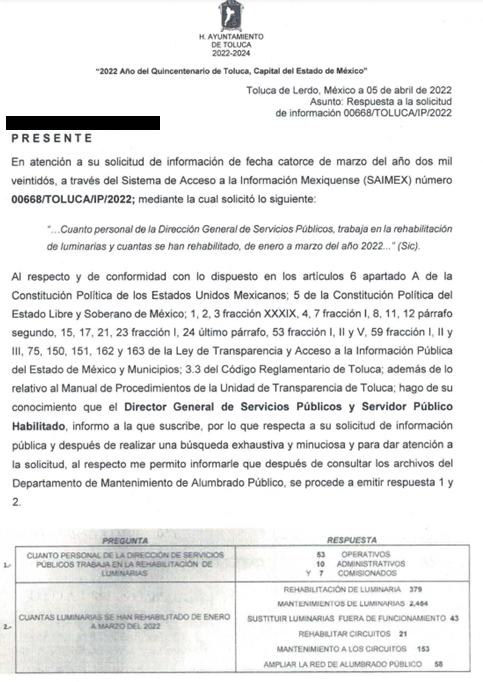 H. AYUNTAMIENTO
DE TOLUCA
2022-2024
"2022 Año del Quincentenario de Toluca, Capital del Estado de México"
Toluca de Lerdo, México a 05 de abril de 2022
Asunto: Respuesta a la solicitud
de información 00668/TOLUCA/IP/2022
P R E S E N T E
En atención a su solicitud de información de fecha catorce de marzo del año dos mil
veintidós, a través del Sistema de Acceso a la Información Mexiquense (SAIMEX) número
00668/TOLUCA/IP/2022; mediante la cual solicitó lo siguiente:
"...Cuanto personal de la Dirección General de Servicios Públicos, trabaja en la rehabilitación
de luminarias y cuantas se han rehabilitado, de enero a marzo del año 2022..." (Sic).
Al respecto y de conformidad con lo dispuesto en los artículos 6 apartado A de la
Constitución Política de los Estados Unidos Mexicanos; 5 de la Constitución Política del
Estado Libre y Soberano de México; 1, 2, 3 fracción XXXIX, 4, 7 fracción I, 8, 11, 12 párrafo
segundo, 15, 17, 21, 23 fracción I, 24 último párrafo, 53 fracción I, II y V, 59 fracción I, II y
III, 75, 150, 151, 162 y 163 de la Ley de Transparencia y Acceso a la Información Pública
del Estado de México y Municipios; 3.3 del Código Reglamentario de Toluca; además de lo
relativo al Manual de Procedimientos de la Unidad de Transparencia de Toluca; hago de su
conocimiento que el Director General de Servicios Públicos y Servidor Público
Habilitado, informo a la que suscribe, por lo que respecta a su solicitud de información
pública y después de realizar una búsqueda exhaustiva y minuciosa y para dar atención a
la solicitud, al respecto me permito informarle que después de consultar los archivos del
Departamento de Mantenimiento de Alumbrado Público, se procede a emitir respuesta 1 y
2.
PREGUNTA RESPUESTA
1.- CUANTO PERSONAL DE LA DIRECCIÓN DE SERVICIOS PÚBLICOS TRABAJA EN LA REHABILITACIÓN DE LUMINARIAS
53 OPERATIVOS
10 ADMINISTRATIVOS
Y 7 COMISIONADOS
2.- CUANTAS LUMINARIAS SE HAN REHABILITADO DE ENERO A MARZO DEL 2022
REHABILITACIÓN DE LUMINARIA 379
MANTENIMIENTOS DE LUMINARIAS 2,464
SUSTITUIR LUMINARIAS FUERA DE FUNCIONAMIENTO 43
REHABILITAR CIRCUITOS 21
MANTENIMIENTO A LOS CIRCUITOS 153
AMPLIAR LA RED DE ALUMBRADO PÚBLICO 58